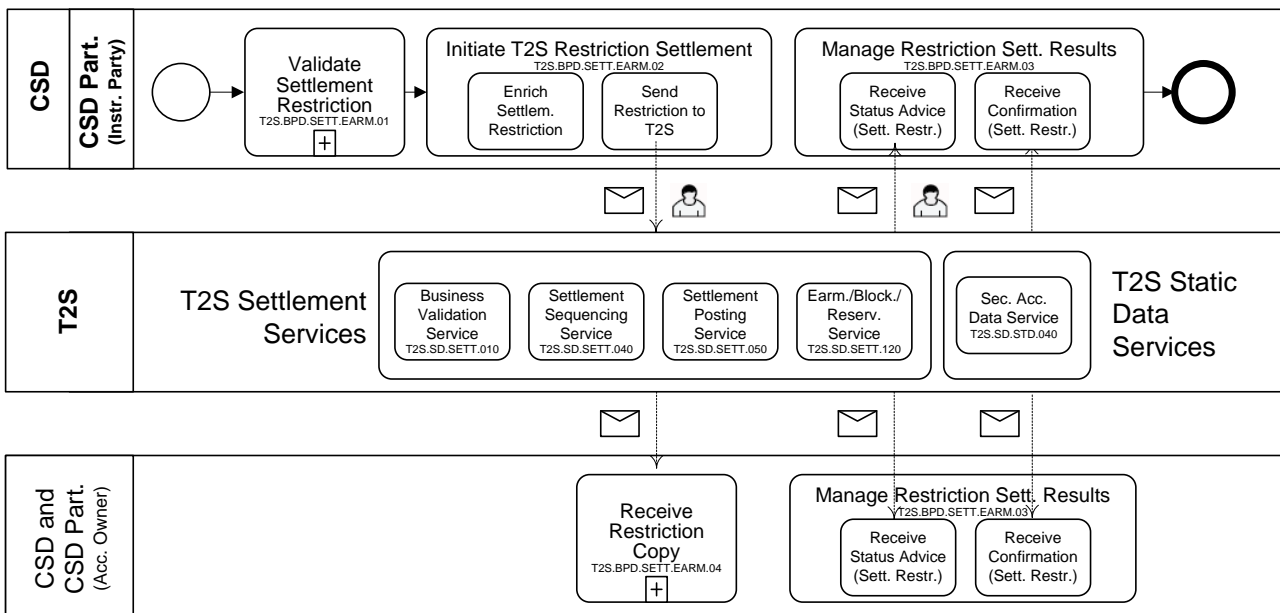 CSD
CSD Part.
(Instr. Party)
Validate
Settlement
Restriction
T2S.BPD.SETT.EARM.01
+
Initiate T2S Restriction Settlement
T2S.BPD.SETT.EARM.02
Enrich
Settlem.
Restriction
Send
Restriction to
T2S
Manage Restriction Sett. Results
T2S.BPD.SETT.EARM.03
Receive
Status Advice
(Sett. Restr.)
Receive
Confirmation
(Sett. Restr.)
T2S
T2S Settlement
Services
Business
Validation
Service
T2S.SD.SETT.010
Settlement
Sequencing
Service
T2S.SD.SETT.040
Settlement
Posting
Service
T2S.SD.SETT.050
Earm./Block./
Reserv.
Service
T2S.SD.SETT.120
Sec. Acc.
Data Service
T2S.SD.STD.040
T2S Static
Data
Services
CSD and
CSD Part.
(Acc. Owner)
Receive
Restriction
Copy
T2S.BPD.SETT.EARM.04
+
Manage Restriction Sett. Results
T2S.BPD.SETT.EARM.03
Receive
Status Advice
(Sett. Restr.)
Receive
Confirmation
(Sett. Restr.)